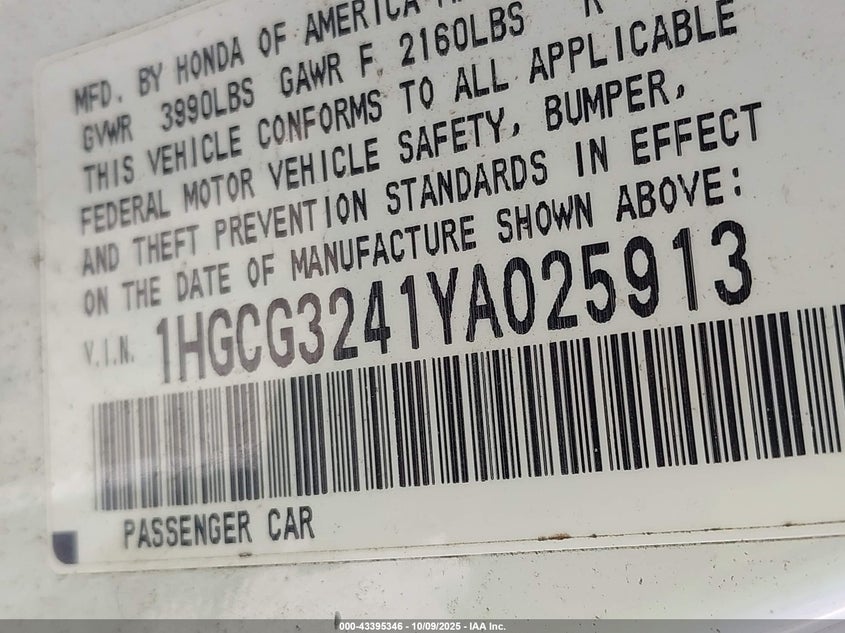 MFD. BY HONDA OF AMERICA
GVWR 3990LBS GAWR F 2160LBS R
THIS VEHICLE CONFORMS TO ALL APPLICABLE
FEDERAL MOTOR VEHICLE SAFETY, BUMPER,
AND THEFT PREVENTION STANDARDS IN EFFECT
ON THE DATE OF MANUFACTURE SHOWN ABOVE:
V.I.N. 1HGCG3241YA025913
PASSENGER CAR
000-43395346 - 10/09/2025 - IAA Inc.